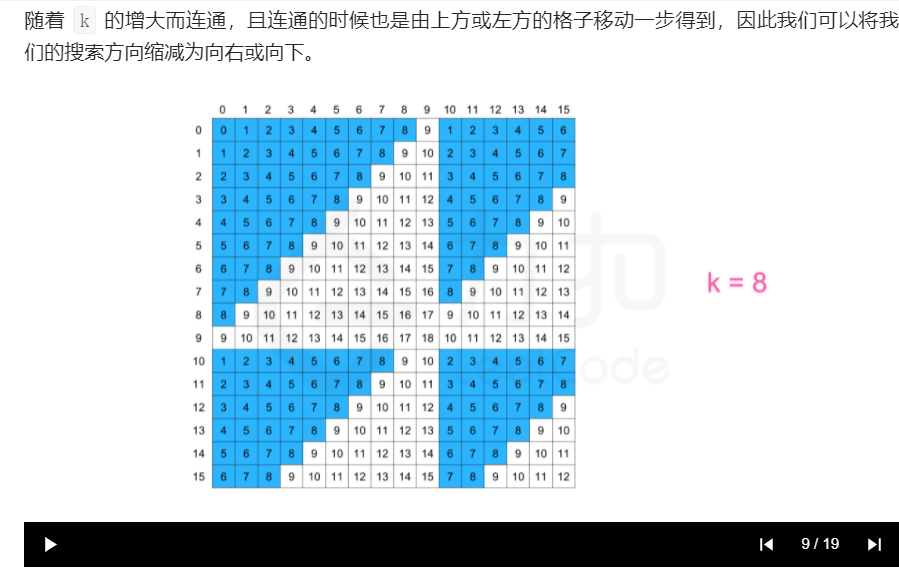 随着 k 的增大而连通，且连通的时候也是由上方或左方的格子移动一步得到，因此我们可以将我
们的搜索方向缩减为向右或向下。
0 1 2 3 4 5 6 7 8 9 10 11 12 13 14 15
0 0 1 2 3 4 5 6 7 8 9 1 2 3 4 5 6
1 1 2 3 4 5 6 7 8 9 10 2 3 4 5 6 7
2 2 3 4 5 6 7 8 9 10 11 3 4 5 6 7 8
3 3 4 5 6 7 8 9 10 11 12 4 5 6 7 8 9
4 4 5 6 7 8 9 10 11 12 13 5 6 7 8 9 10
5 5 6 7 8 9 10 11 12 13 14 6 7 8 9 10 11
6 6 7 8 9 10 11 12 13 14 15 7 8 9 10 11 12
7 7 8 9 10 11 12 13 14 15 16 8 9 10 11 12 13
k = 8
8 8 9 10 11 12 13 14 15 16 17 9 10 11 12 13 14
9 9 10 11 12 13 14 15 16 17 18 10 11 12 13 14 15
10 1 2 3 4 5 6 7 8 9 10 2 3 4 5 6 7
11 2 3 4 5 6 7 8 9 10 11 3 4 5 6 7 8
12 3 4 5 6 7 8 9 10 11 12 4 5 6 7 8 9
13 4 5 6 7 8 9 10 11 12 13 5 6 7 8 9 10
14 5 6 7 8 9 10 11 12 13 14 6 7 8 9 10 11
15 6 7 8 9 10 11 12 13 14 15 7 8 9 10 11 12
9 / 19